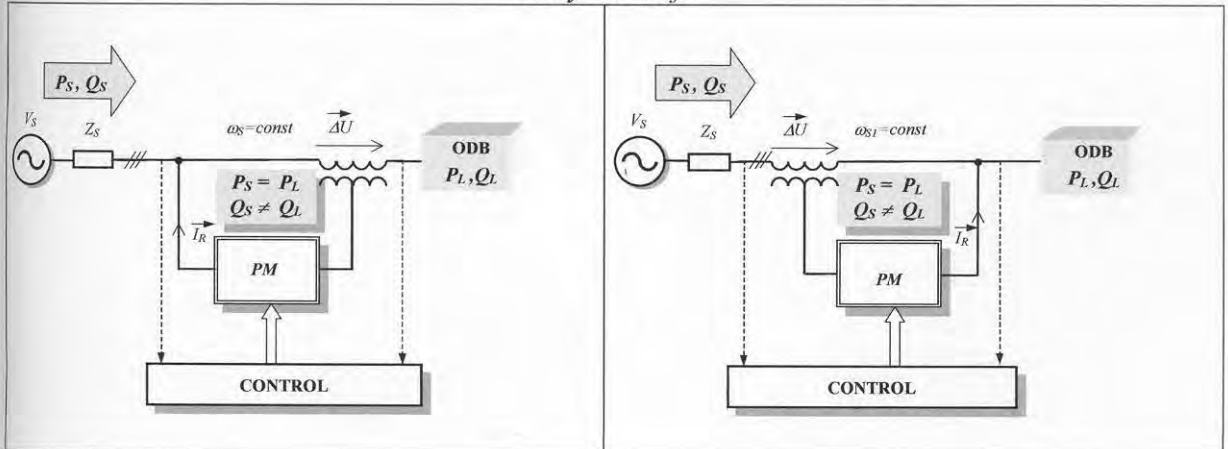 P_S, Q_S
V_S
Z_S
ω_S=const
ΔU
ODB
P_L,Q_L
P_S = P_L
Q_S ≠ Q_L
I_R
PM
CONTROL
P_S, Q_S
V_S
Z_S
ΔU
ω_S1=const
ODB
P_L,Q_L
P_S = P_L
Q_S ≠ Q_L
I_R
PM
CONTROL